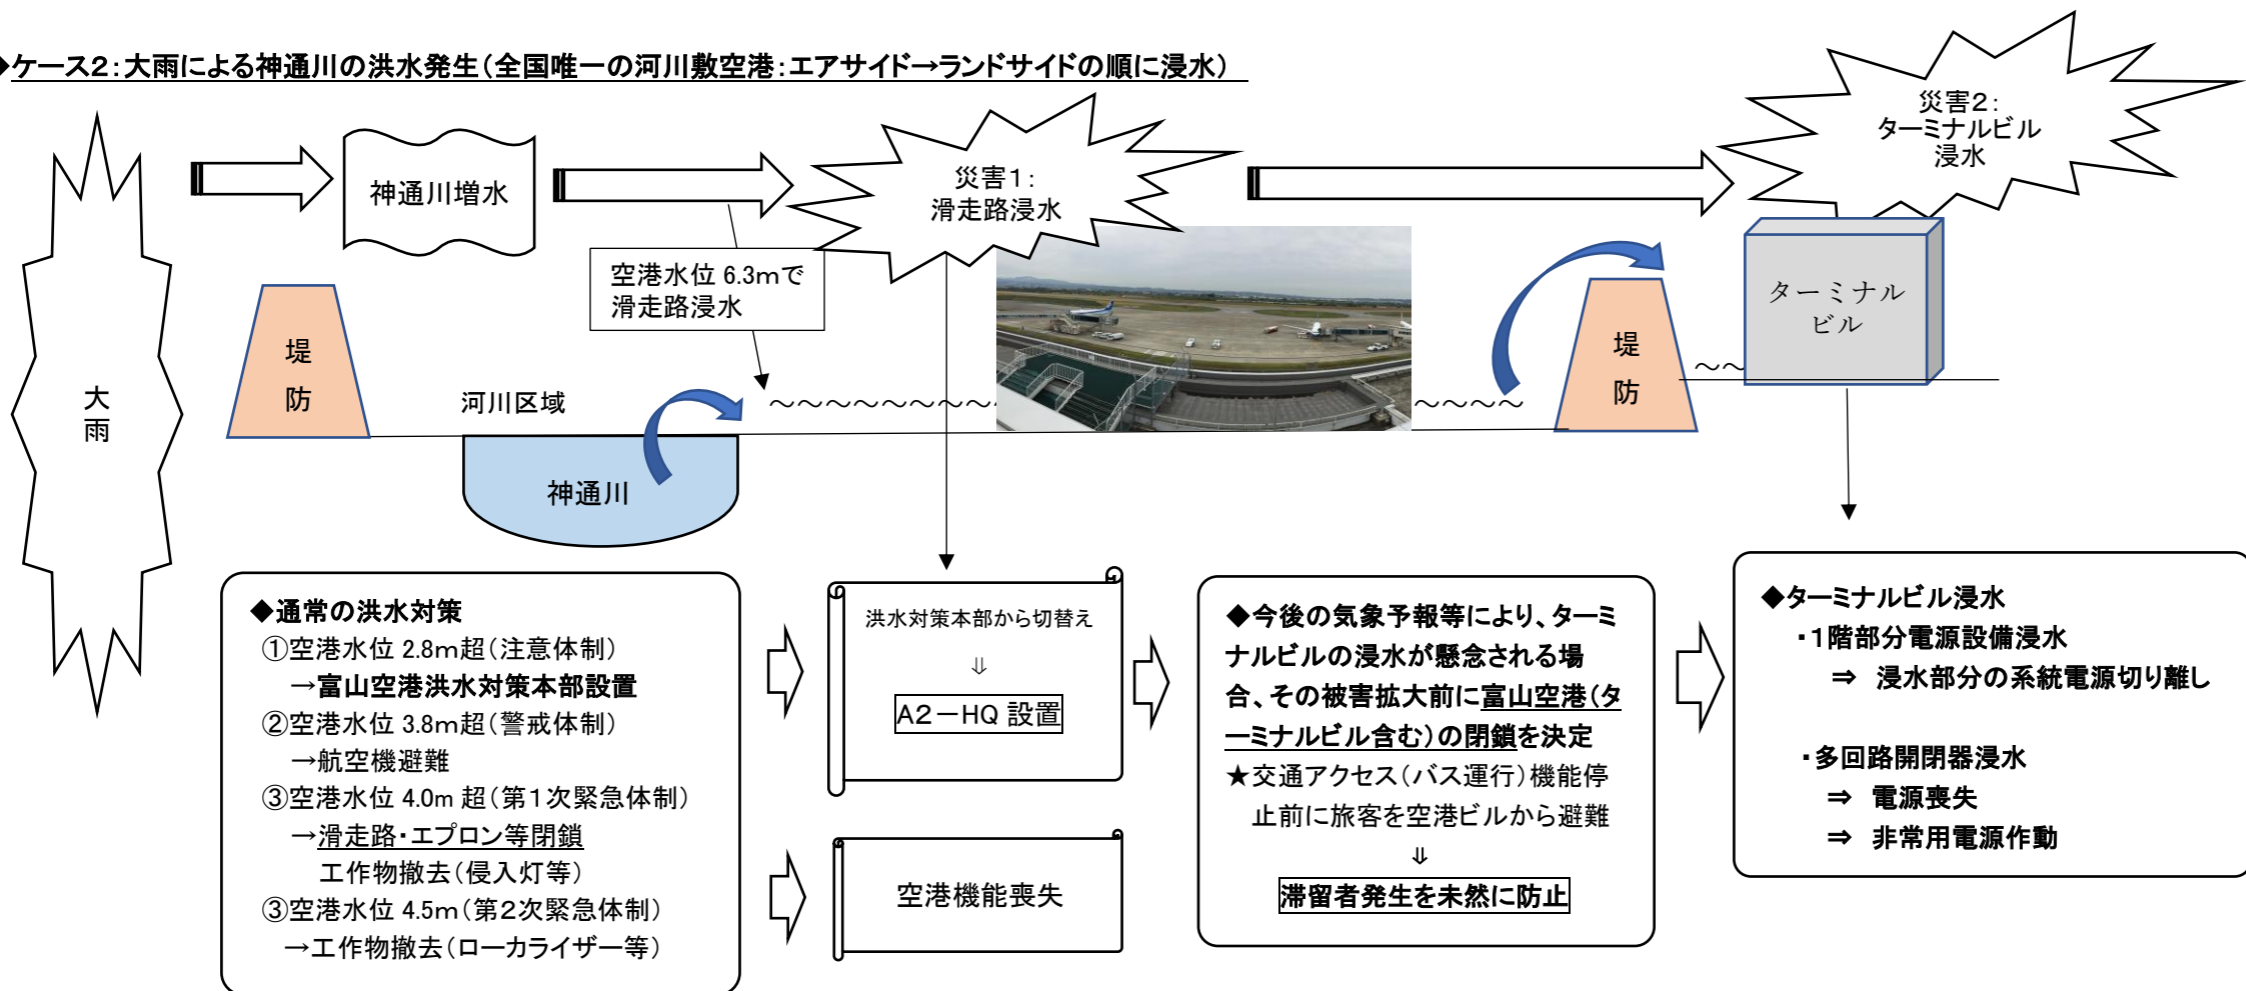 ◆ケース2：大雨による神通川の洪水発生（全国唯一の河川敷空港：エアサイド→ランドサイドの順に浸水）
大
雨
神通川増水
災害1：
滑走路浸水
災害2：
ターミナルビル
浸水
空港水位 6.3mで
滑走路浸水
堤
防
河川区域
神通川
～～～～～～～～
～～～～
堤
防
～～
ターミナル
ビル
◆通常の洪水対策
①空港水位 2.8m超（注意体制）
→富山空港洪水対策本部設置
②空港水位 3.8m超（警戒体制）
→航空機避難
③空港水位 4.0m 超（第1次緊急体制）
→滑走路・エプロン等閉鎖
工作物撤去（侵入灯等）
③空港水位 4.5m（第2次緊急体制）
→工作物撤去（ローカライザー等）
洪水対策本部から切替え
⇓
A2－HQ 設置
空港機能喪失
◆今後の気象予報等により、ターミ
ナルビルの浸水が懸念される場
合、その被害拡大前に富山空港（タ
ーミナルビル含む）の閉鎖を決定
★交通アクセス（バス運行）機能停
止前に旅客を空港ビルから避難
⇓
滞留者発生を未然に防止
◆ターミナルビル浸水
・1階部分電源設備浸水
⇒ 浸水部分の系統電源切り離し
・多回路開閉器浸水
⇒ 電源喪失
⇒ 非常用電源作動